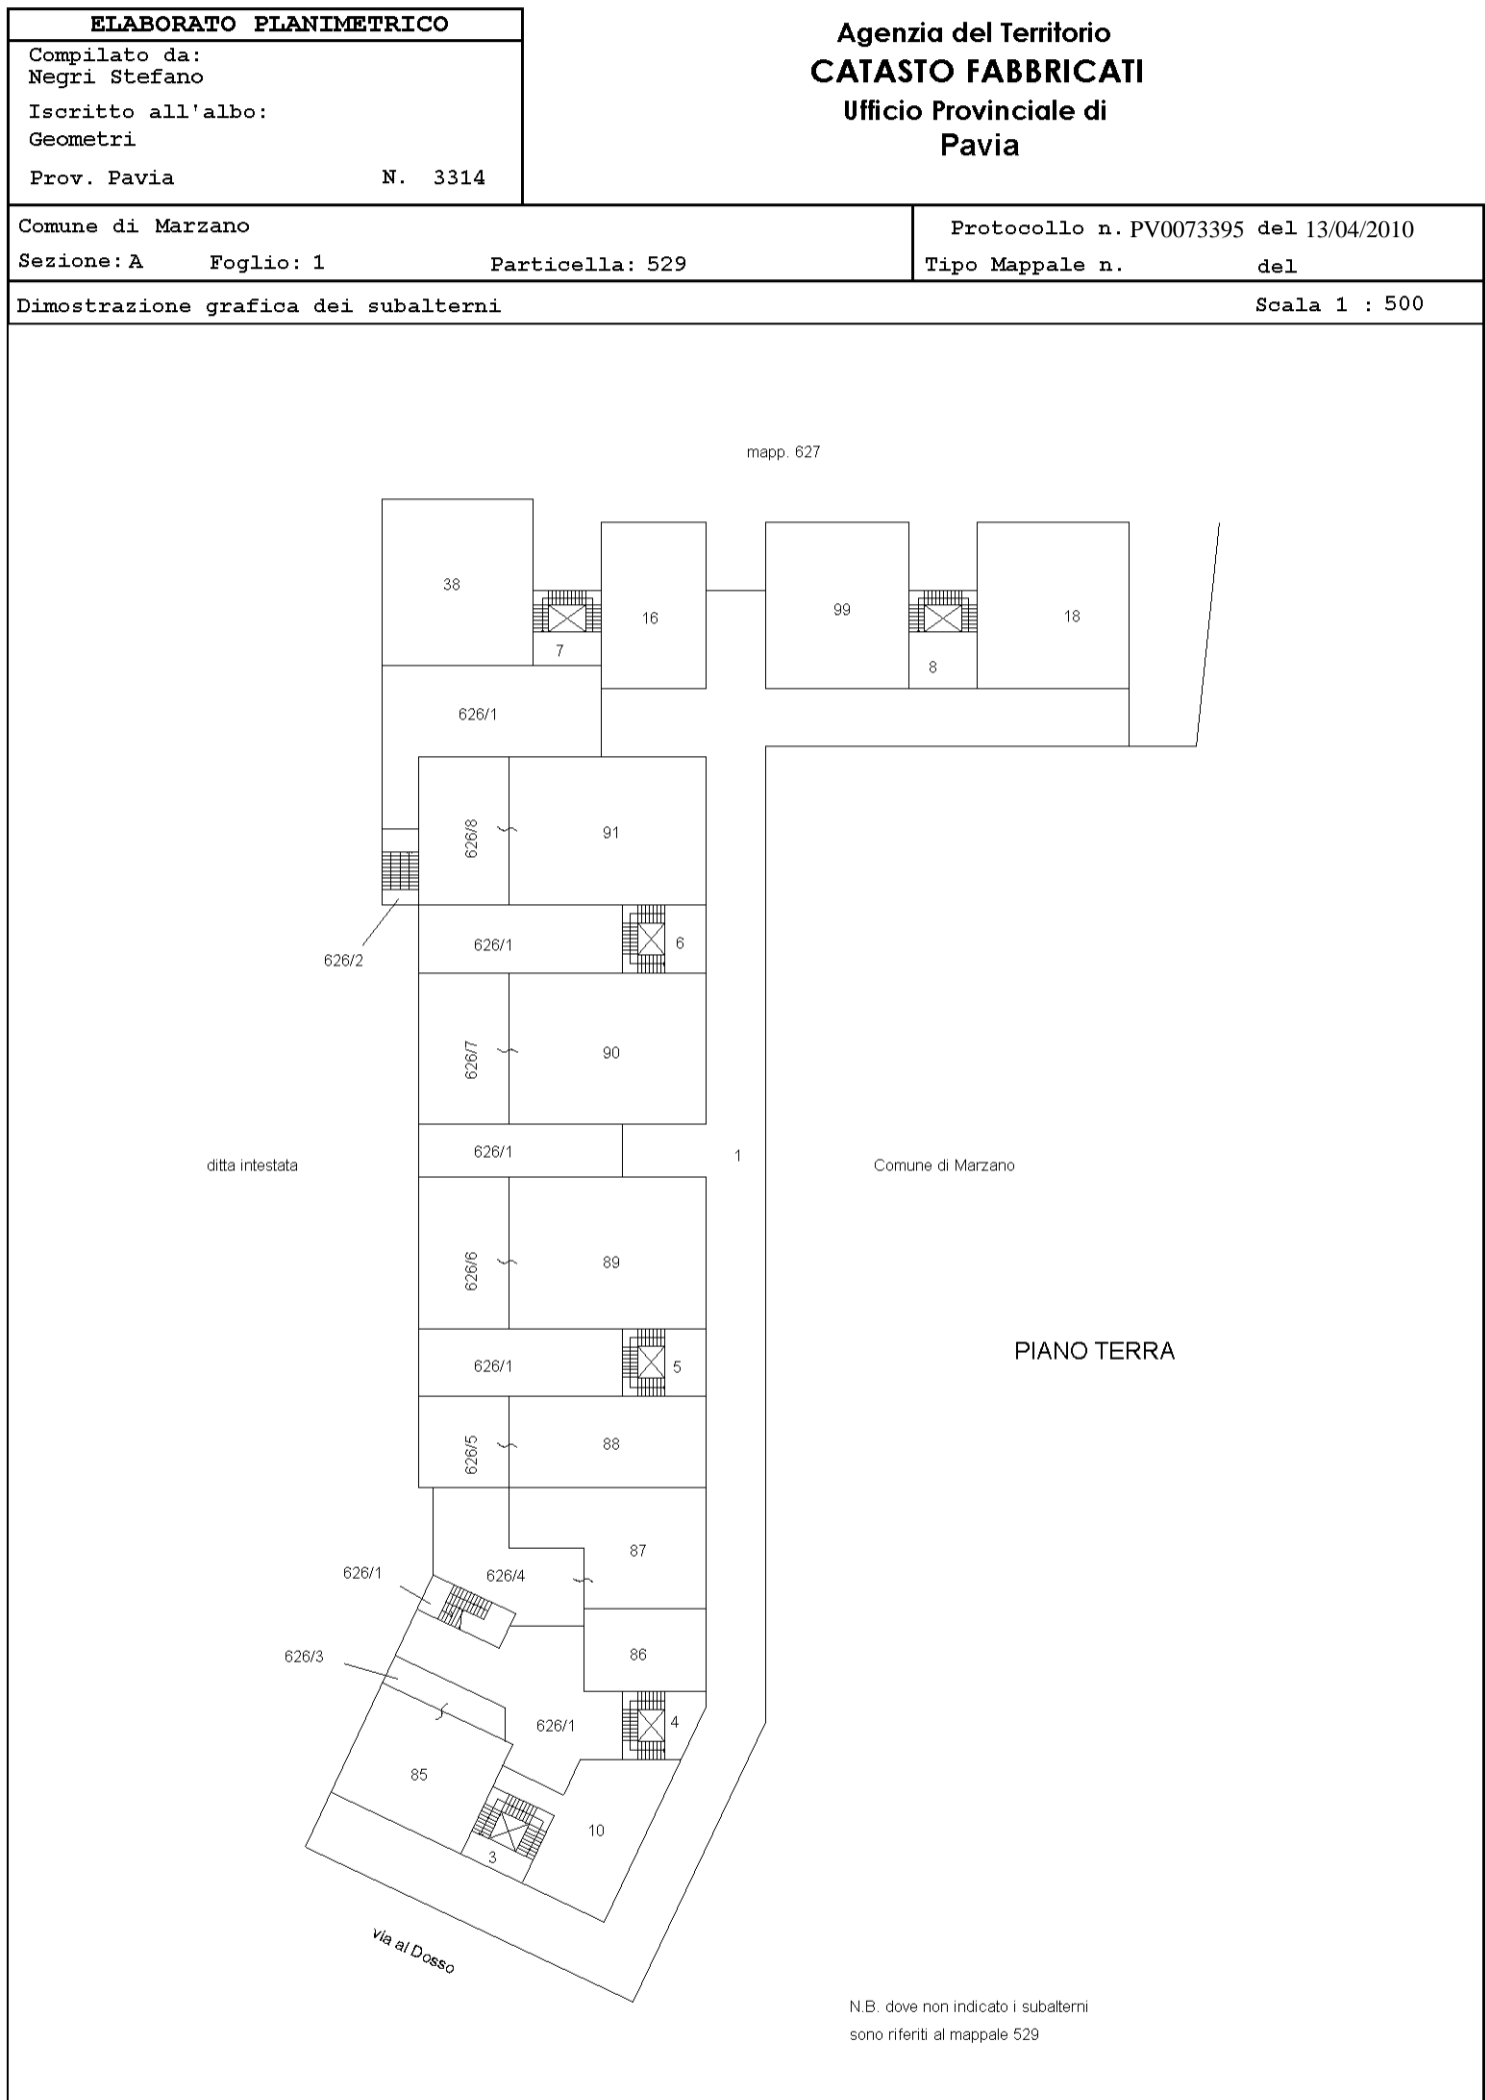 ELABORATO PLANIMETRICO
Compilato da:
Negri Stefano
Iscritto all'albo:
Geometri
Prov. Pavia N. 3314
Agenzia del Territorio
CATASTO FABBRICATI
Ufficio Provinciale di
Pavia
Comune di Marzano
Sezione: A Foglio: 1 Particella: 529
Protocollo n. PV0073395 del 13/04/2010
Tipo Mappale n. del
Dimostrazione grafica dei subalterni Scala 1 : 500
mapp. 627
38
16
99
18
7
8
626/1
626/8
91
626/2
626/1
6
626/7
90
626/1
1
ditta intestata
Comune di Marzano
626/6
89
PIANO TERRA
626/1
5
626/5
88
87
626/1
626/4
626/3
86
626/1
4
85
10
3
via al Dosso
N.B. dove non indicato i subalterni
sono riferiti al mappale 529